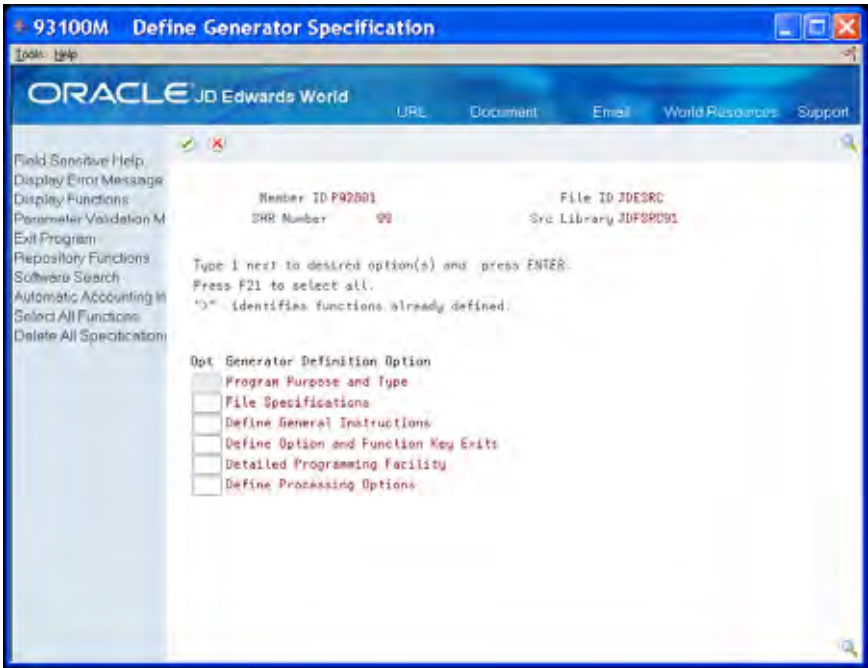 93100M Define Generator Specification
Tools Help
ORACLE JD Edwards World
URL Document Email World Resources Support
Field Sensitive Help
Display Error Message
Display Functions
Parameter Validation M
Exit Program
Repository Functions
Software Search
Automatic Accounting In
Select All Functions
Delete All Specifications
Member ID P92801 File ID JDESRC
SAR Number 99 Src Library JDFSRC91
Type 1 next to desired option(s) and press ENTER.
Press F21 to select all.
">" identifies functions already defined.
Opt Generator Definition Option
Program Purpose and Type
File Specifications
Define General Instructions
Define Option and Function Key Exits
Detailed Programming Facility
Define Processing Options